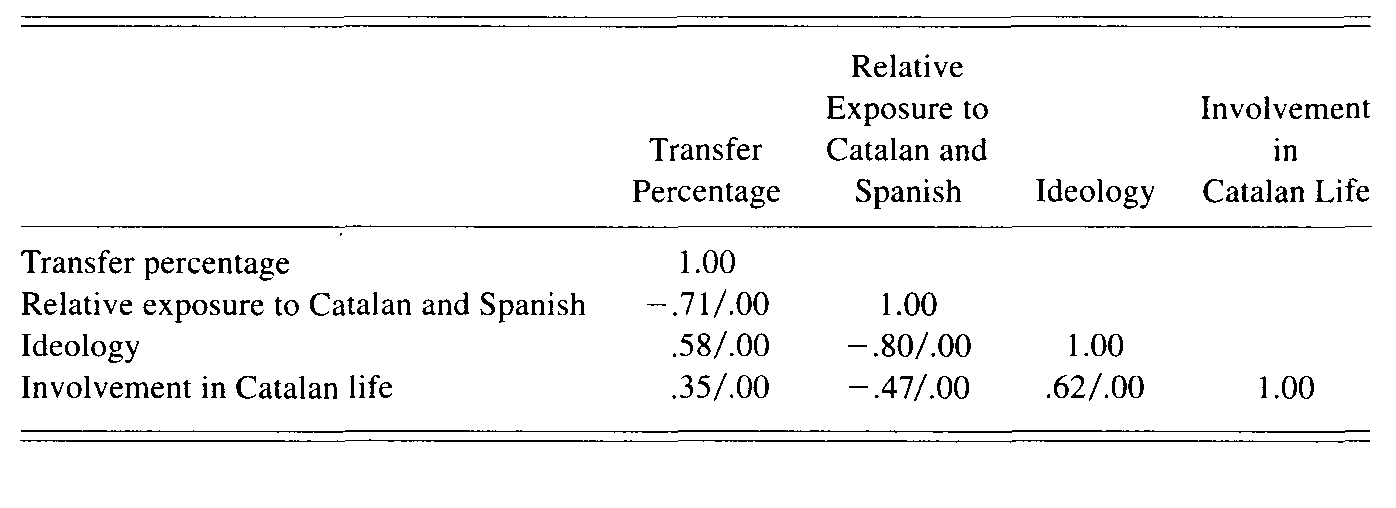 Relative
Exposure to Involvement
Transfer Catalan and in
Percentage Spanish Ideology Catalan Life
Transfer percentage 1.00
Relative exposure to Catalan and Spanish −.71/.00 1.00
Ideology .58/.00 −.80/.00 1.00
Involvement in Catalan life .35/.00 −.47/.00 .62/.00 1.00